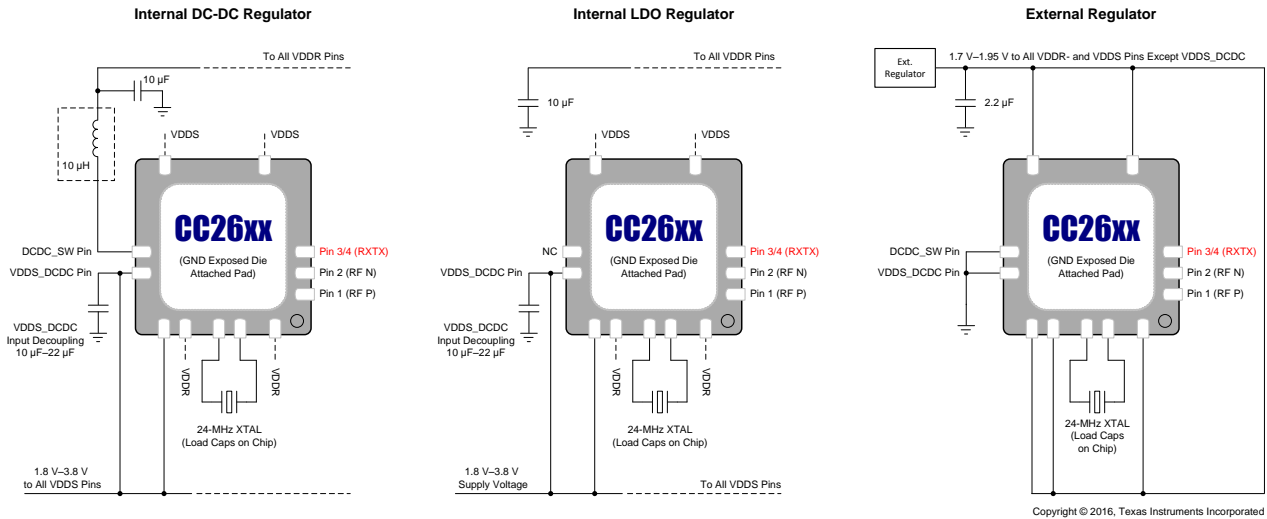 Internal DC-DC Regulator
To All VDDR Pins
10 µF
10 µH
VDDS
VDDS
CC26xx
(GND Exposed Die
Attached Pad)
DCDC_SW Pin
VDDS_DCDC Pin
Pin 3/4 (RXTX)
Pin 2 (RF N)
Pin 1 (RF P)
VDDS_DCDC
Input Decoupling
10 µF–22 µF
VDDR
VDDR
24-MHz XTAL
(Load Caps on Chip)
1.8 V–3.8 V
to All VDDS Pins
Internal LDO Regulator
To All VDDR Pins
10 µF
VDDS
VDDS
CC26xx
(GND Exposed Die
Attached Pad)
NC
VDDS_DCDC Pin
Pin 3/4 (RXTX)
Pin 2 (RF N)
Pin 1 (RF P)
VDDS_DCDC
Input Decoupling
10 µF–22 µF
VDDR
VDDR
24-MHz XTAL
(Load Caps on Chip)
1.8 V–3.8 V
Supply Voltage
To All VDDS Pins
External Regulator
Ext.
Regulator
1.7 V–1.95 V to All VDDR- and VDDS Pins Except VDDS_DCDC
2.2 µF
CC26xx
(GND Exposed Die
Attached Pad)
DCDC_SW Pin
VDDS_DCDC Pin
Pin 3/4 (RXTX)
Pin 2 (RF N)
Pin 1 (RF P)
24-MHz XTAL
(Load Caps
on Chip)
Copyright © 2016, Texas Instruments Incorporated